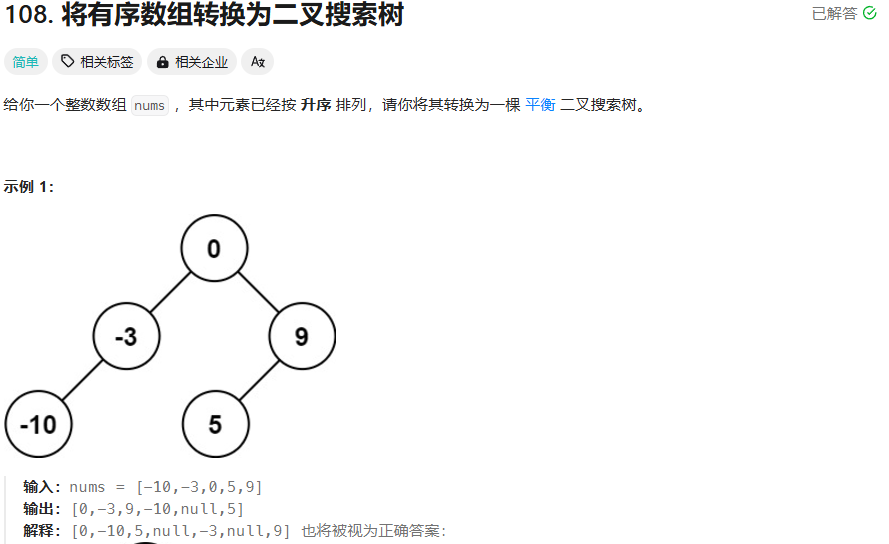 108. 将有序数组转换为二叉搜索树
已解答
简单 相关标签 相关企业 Aあ
给你一个整数数组 nums ，其中元素已经按 升序 排列，请你将其转换为一棵 平衡 二叉搜索树。
示例 1：
0
-3 9
-10 5
输入：nums = [-10,-3,0,5,9]
输出：[0,-3,9,-10,null,5]
解释：[0,-10,5,null,-3,null,9] 也将被视为正确答案：